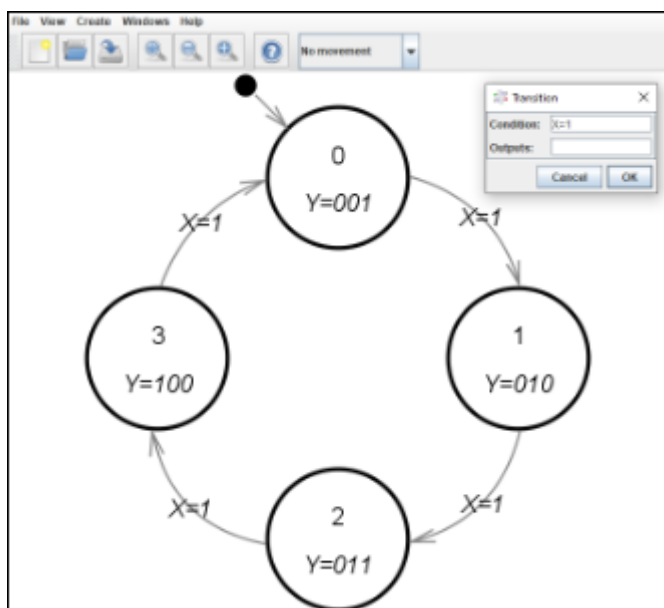 File View Create Windows Help
No movement
Transition
Condition: X=1
Outputs:
Cancel OK
0
Y=001
X=1
X=1
3
Y=100
1
Y=010
X=1
X=1
2
Y=011